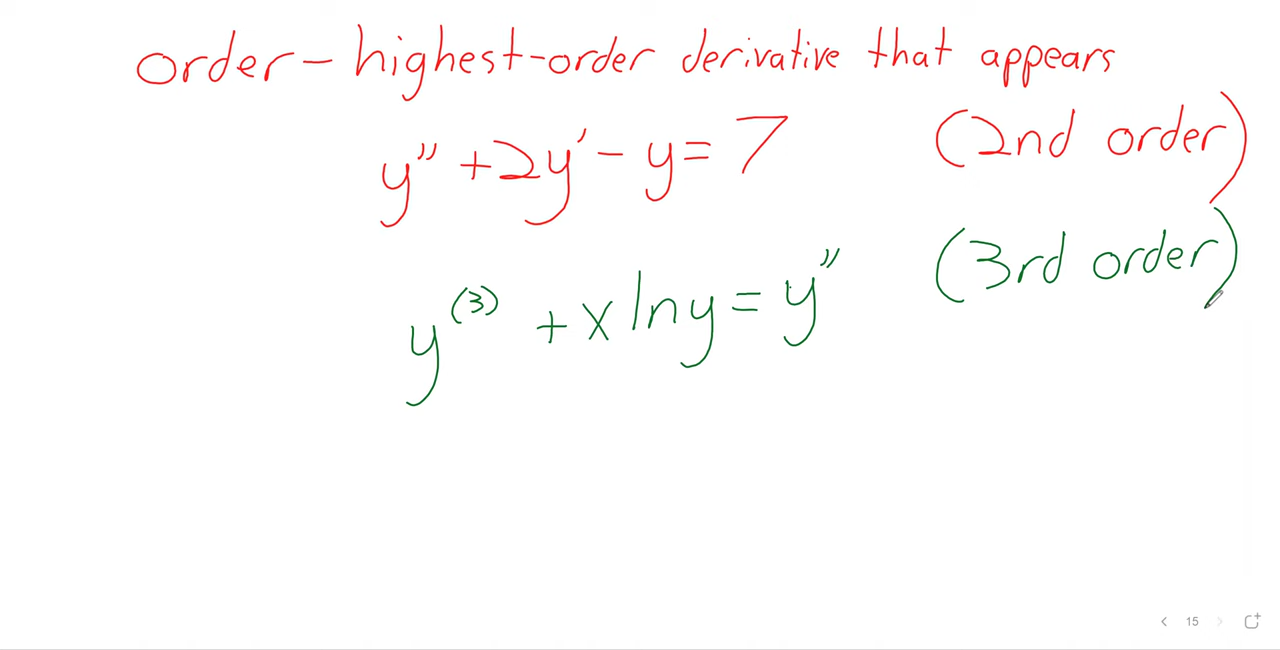 order – highest-order derivative that appears
y'' + 2y' - y = 7 (2nd order)
y^(3) + x ln y = y'' (3rd order)
< 15 >